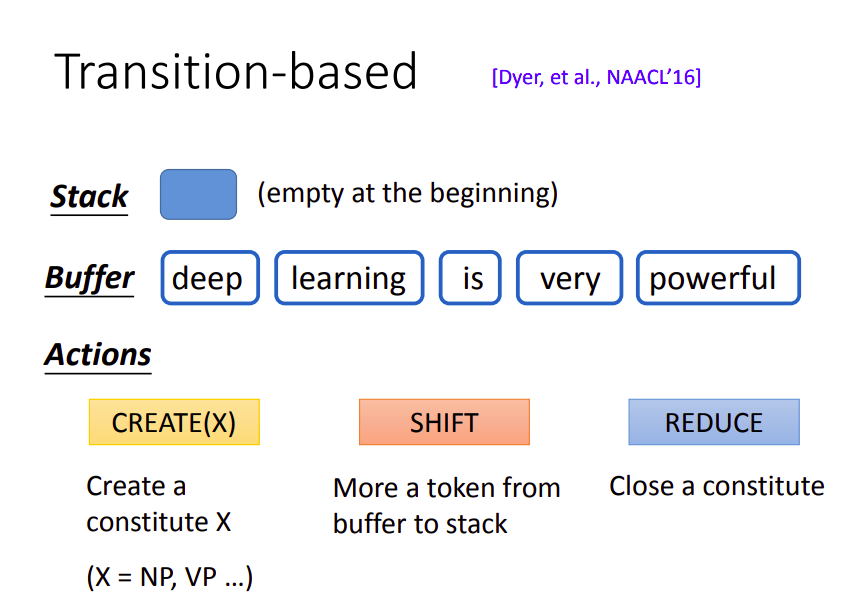 Transition-based
[Dyer, et al., NAACL’16]
Stack
(empty at the beginning)
Buffer
deep
learning
is
very
powerful
Actions
CREATE(X)
SHIFT
REDUCE
Create a
constitute X
(X = NP, VP …)
More a token from
buffer to stack
Close a constitute